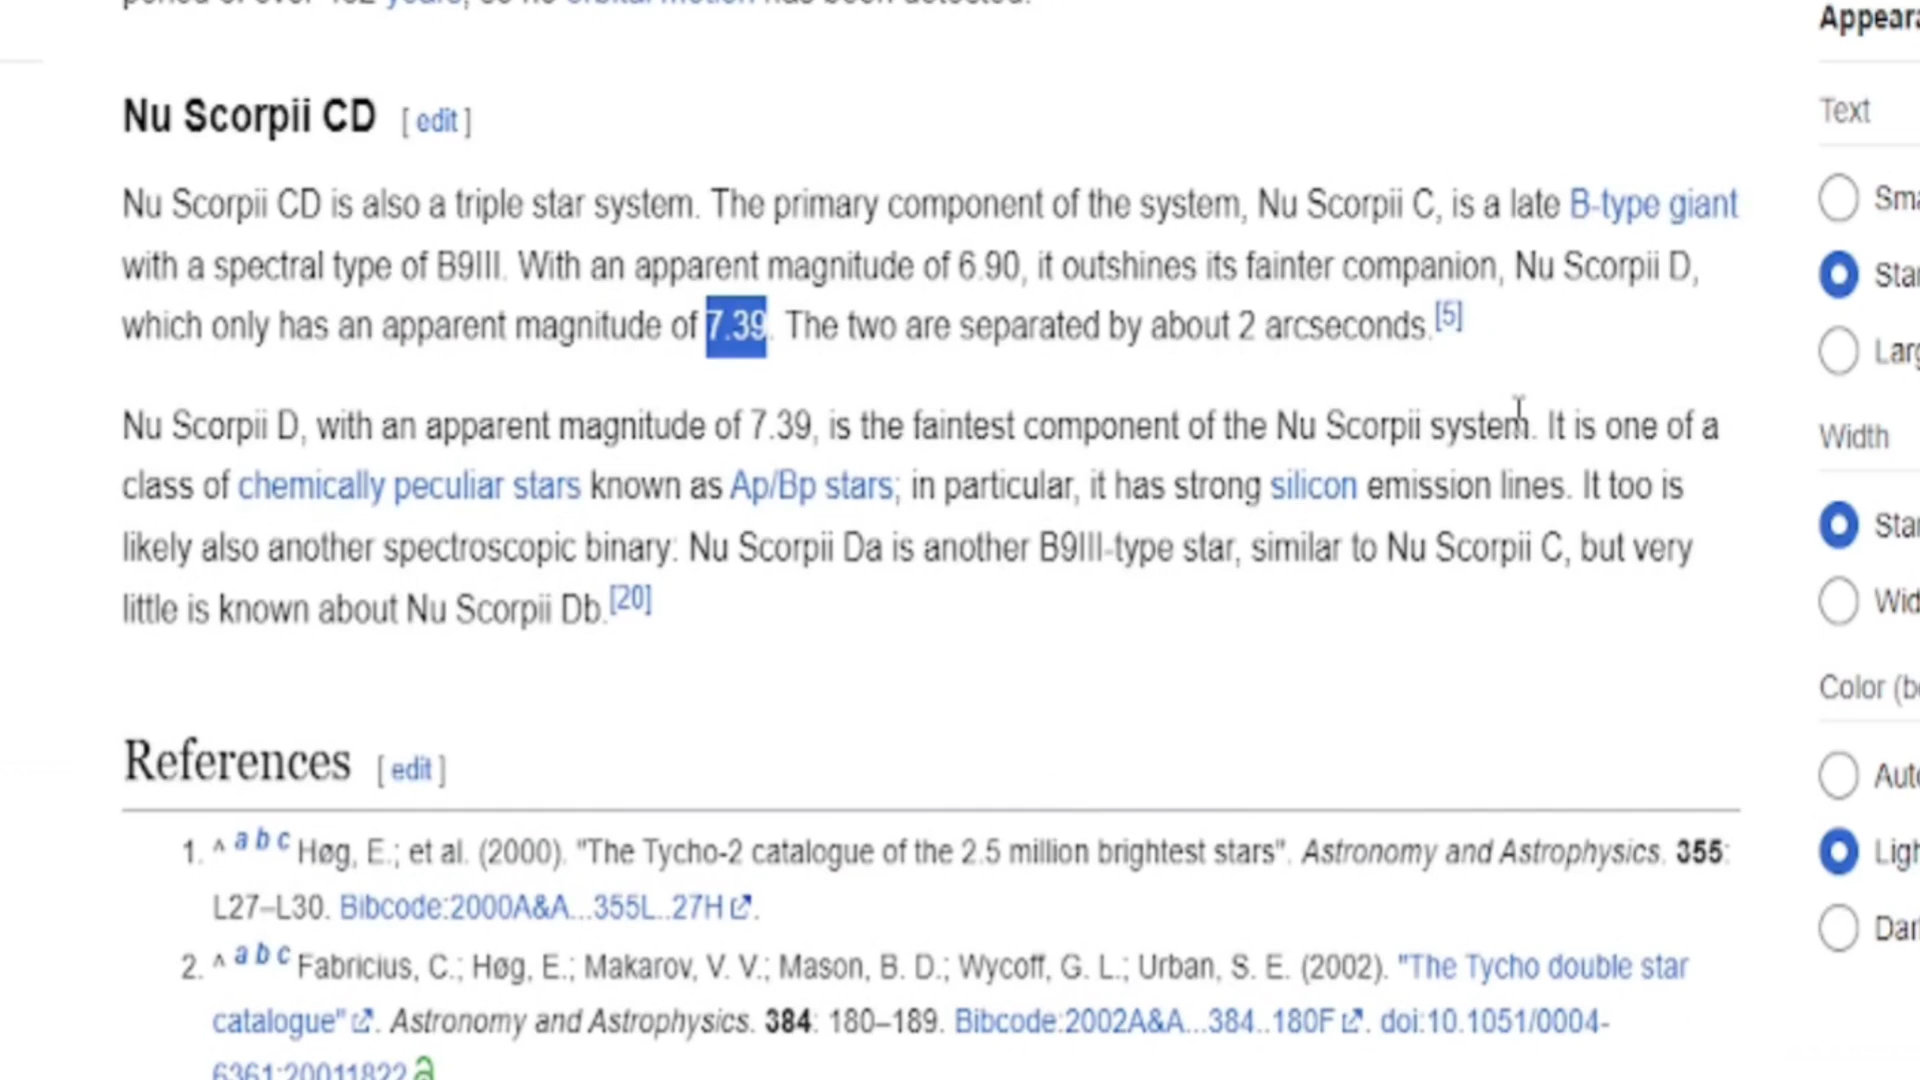 Appear
Nu Scorpii CD [ edit ]
Text
Nu Scorpii CD is also a triple star system. The primary component of the system, Nu Scorpii C, is a late B-type giant
Sma
with a spectral type of B9III. With an apparent magnitude of 6.90, it outshines its fainter companion, Nu Scorpii D,
Star
which only has an apparent magnitude of 7.39. The two are separated by about 2 arcseconds.[5]
Larg
Nu Scorpii D, with an apparent magnitude of 7.39, is the faintest component of the Nu Scorpii system. It is one of a
Width
class of chemically peculiar stars known as Ap/Bp stars; in particular, it has strong silicon emission lines. It too is
Star
likely also another spectroscopic binary: Nu Scorpii Da is another B9III-type star, similar to Nu Scorpii C, but very
little is known about Nu Scorpii Db.[20]
Wid
Color (b
References [ edit ]
Auto
1. ^ a b c Høg, E.; et al. (2000). "The Tycho-2 catalogue of the 2.5 million brightest stars". Astronomy and Astrophysics. 355:
Ligh
L27–L30. Bibcode:2000A&A...355L..27H.
Dar
2. ^ a b c Fabricius, C.; Høg, E.; Makarov, V. V.; Mason, B. D.; Wycoff, G. L.; Urban, S. E. (2002). "The Tycho double star
catalogue". Astronomy and Astrophysics. 384: 180–189. Bibcode:2002A&A...384..180F. doi:10.1051/0004-
6361:20011822